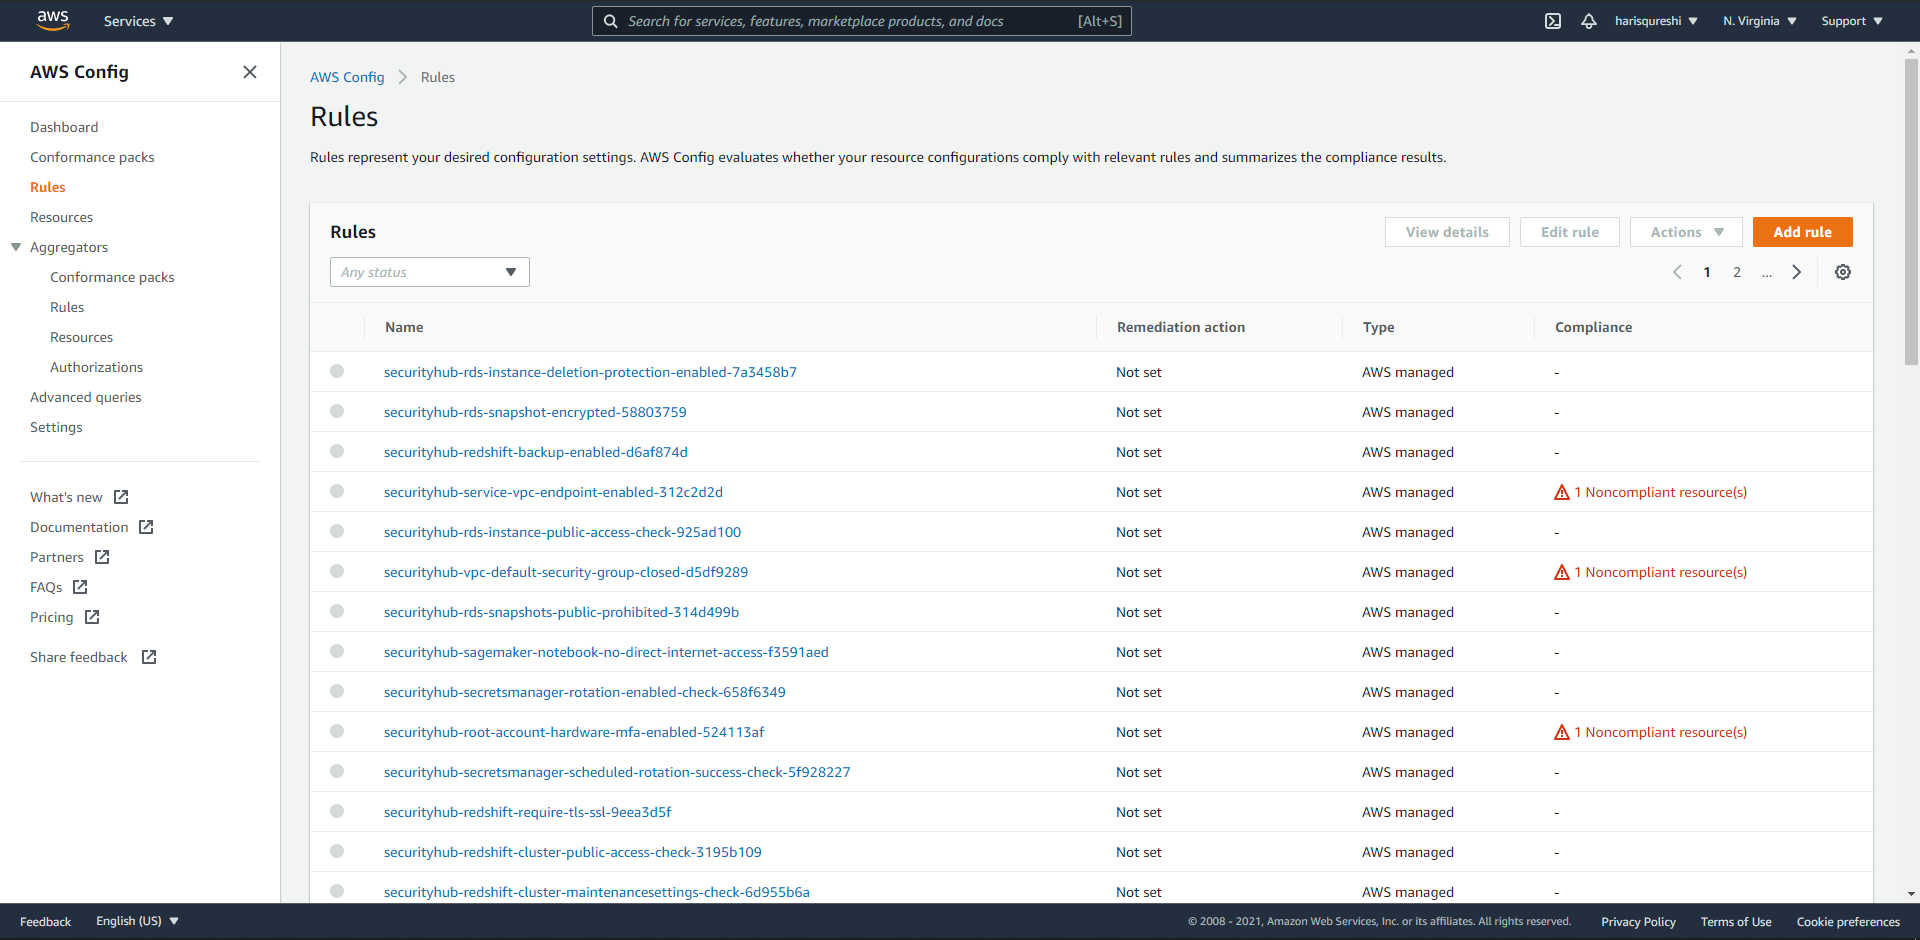 aws Services Search for services, features, marketplace products, and docs [Alt+S] harisqureshi N. Virginia Support
AWS Config
Dashboard
Conformance packs
Rules
Resources
Aggregators
Conformance packs
Rules
Resources
Authorizations
Advanced queries
Settings
What's new
Documentation
Partners
FAQs
Pricing
Share feedback
AWS Config Rules
Rules
Rules represent your desired configuration settings. AWS Config evaluates whether your resource configurations comply with relevant rules and summarizes the compliance results.
Rules View details Edit rule Actions Add rule
Any status 1 2 ...
Name Remediation action Type Compliance
securityhub-rds-instance-deletion-protection-enabled-7a3458b7 Not set AWS managed -
securityhub-rds-snapshot-encrypted-58803759 Not set AWS managed -
securityhub-redshift-backup-enabled-d6af874d Not set AWS managed -
securityhub-service-vpc-endpoint-enabled-312c2d2d Not set AWS managed 1 Noncompliant resource(s)
securityhub-rds-instance-public-access-check-925ad100 Not set AWS managed -
securityhub-vpc-default-security-group-closed-d5df9289 Not set AWS managed 1 Noncompliant resource(s)
securityhub-rds-snapshots-public-prohibited-314d499b Not set AWS managed -
securityhub-sagemaker-notebook-no-direct-internet-access-f3591aed Not set AWS managed -
securityhub-secretsmanager-rotation-enabled-check-658f6349 Not set AWS managed -
securityhub-root-account-hardware-mfa-enabled-524113af Not set AWS managed 1 Noncompliant resource(s)
securityhub-secretsmanager-scheduled-rotation-success-check-5f928227 Not set AWS managed -
securityhub-redshift-require-tls-ssl-9eea3d5f Not set AWS managed -
securityhub-redshift-cluster-public-access-check-3195b109 Not set AWS managed -
securityhub-redshift-cluster-maintenancesettings-check-6d955b6a Not set AWS managed -
Feedback English (US) © 2008 - 2021, Amazon Web Services, Inc. or its affiliates. All rights reserved. Privacy Policy Terms of Use Cookie preferences